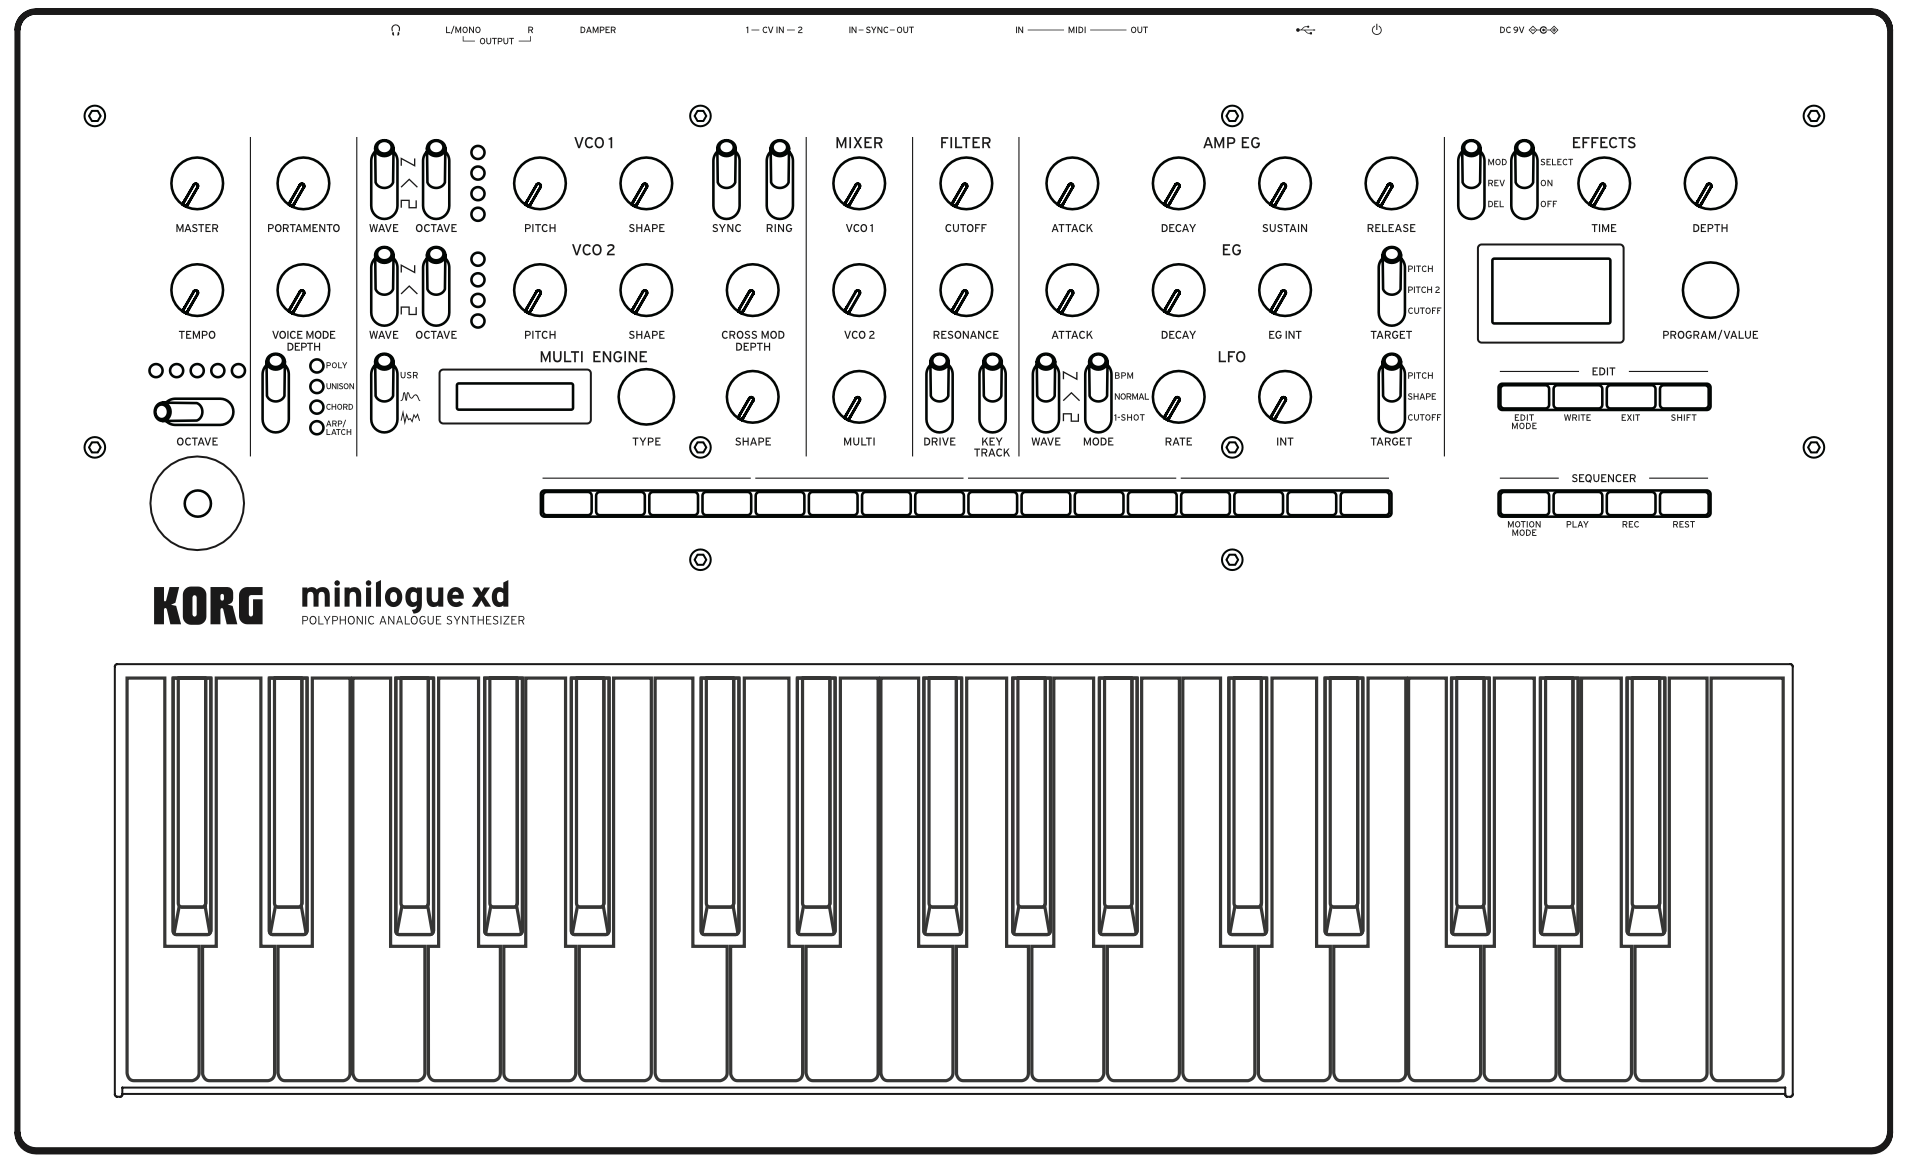 L/MONO R DAMPER 1 — CV IN — 2 IN – SYNC – OUT IN MIDI OUT DC 9V
OUTPUT
VCO 1 MIXER FILTER AMP EG EFFECTS
MOD SELECT
REV ON
DEL OFF
MASTER PORTAMENTO WAVE OCTAVE PITCH SHAPE SYNC RING VCO 1 CUTOFF ATTACK DECAY SUSTAIN RELEASE TIME DEPTH
VCO 2 EG
PITCH
PITCH 2
CUTOFF
TEMPO VOICE MODE WAVE OCTAVE PITCH SHAPE CROSS MOD VCO 2 RESONANCE ATTACK DECAY EG INT TARGET PROGRAM/VALUE
DEPTH DEPTH
MULTI ENGINE LFO
POLY USR BPM PITCH EDIT
UNISON NORMAL SHAPE
CHORD 1-SHOT CUTOFF
ARP/
LATCH
EDIT WRITE EXIT SHIFT
MODE
OCTAVE TYPE SHAPE MULTI DRIVE KEY WAVE MODE RATE INT TARGET
TRACK
SEQUENCER
MOTION PLAY REC REST
MODE
KORG minilogue xd
POLYPHONIC ANALOGUE SYNTHESIZER